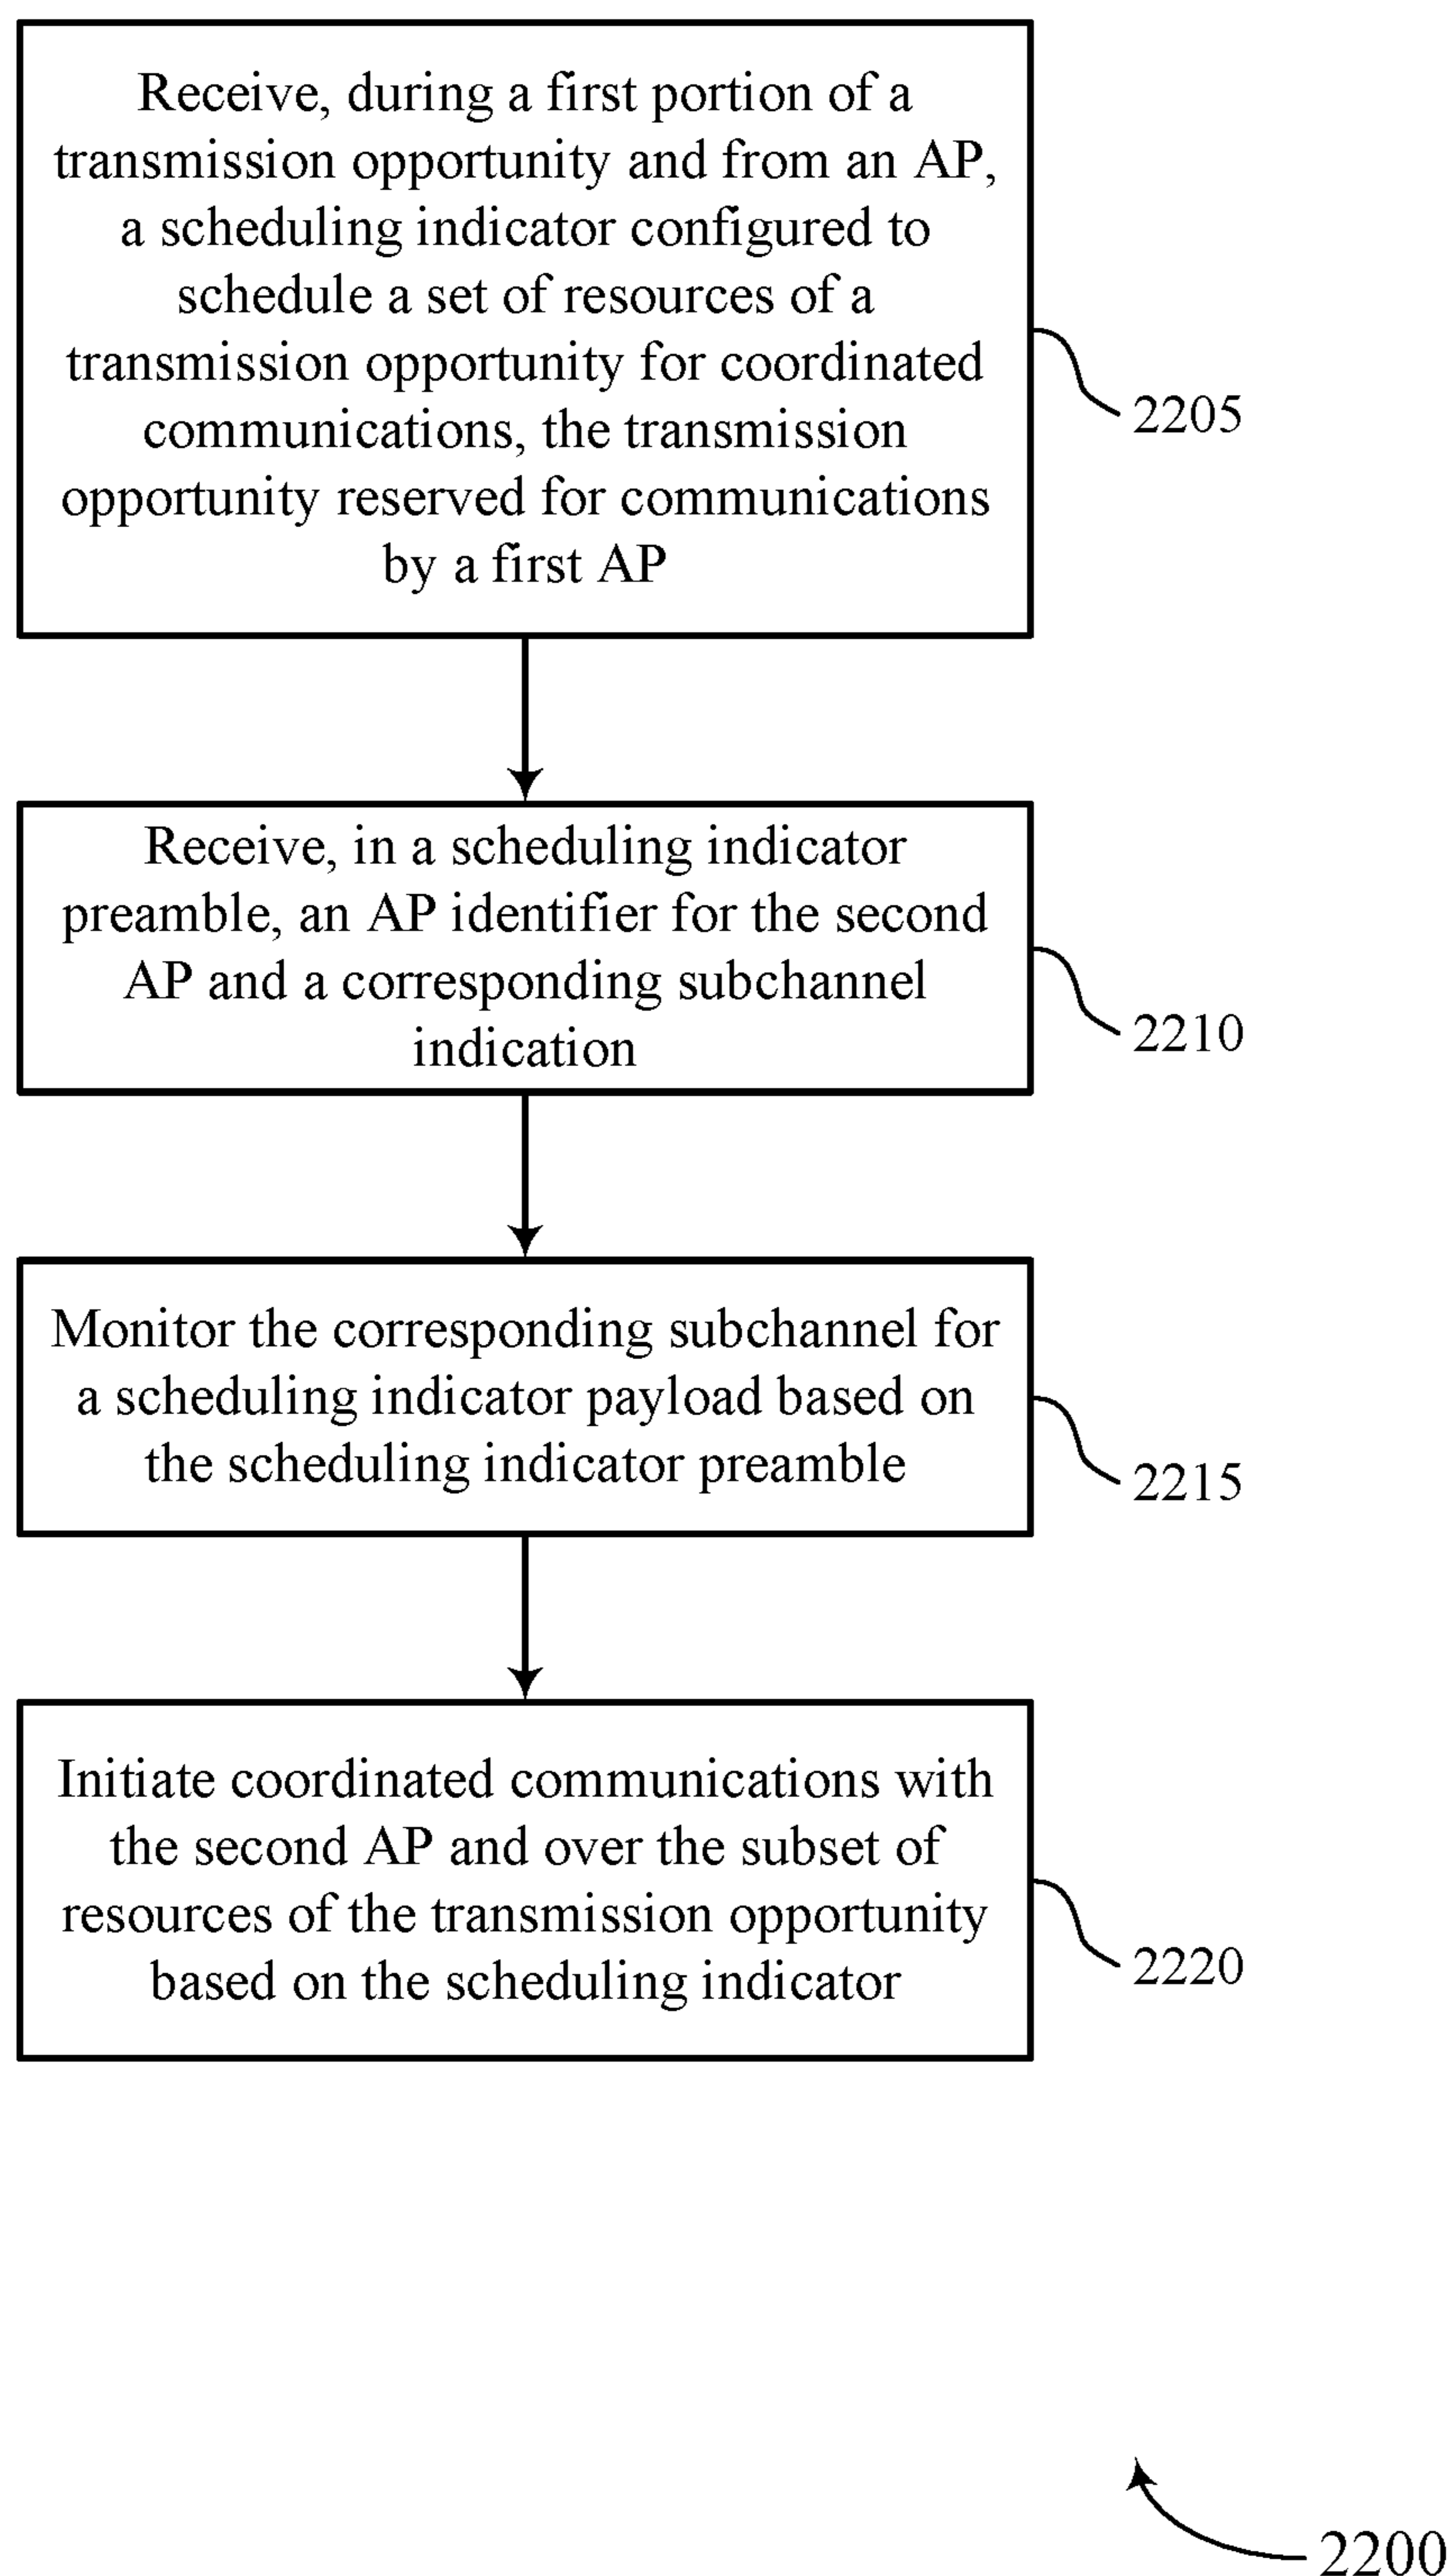 Receive, during a first portion of a
transmission opportunity and from an AP,
a scheduling indicator configured to
schedule a set of resources of a
transmission opportunity for coordinated
communications, the transmission
opportunity reserved for communications
by a first AP
2205
Receive, in a scheduling indicator
preamble, an AP identifier for the second
AP and a corresponding subchannel
indication
2210
Monitor the corresponding subchannel for
a scheduling indicator payload based on
the scheduling indicator preamble
2215
Initiate coordinated communications with
the second AP and over the subset of
resources of the transmission opportunity
based on the scheduling indicator
2220
2200